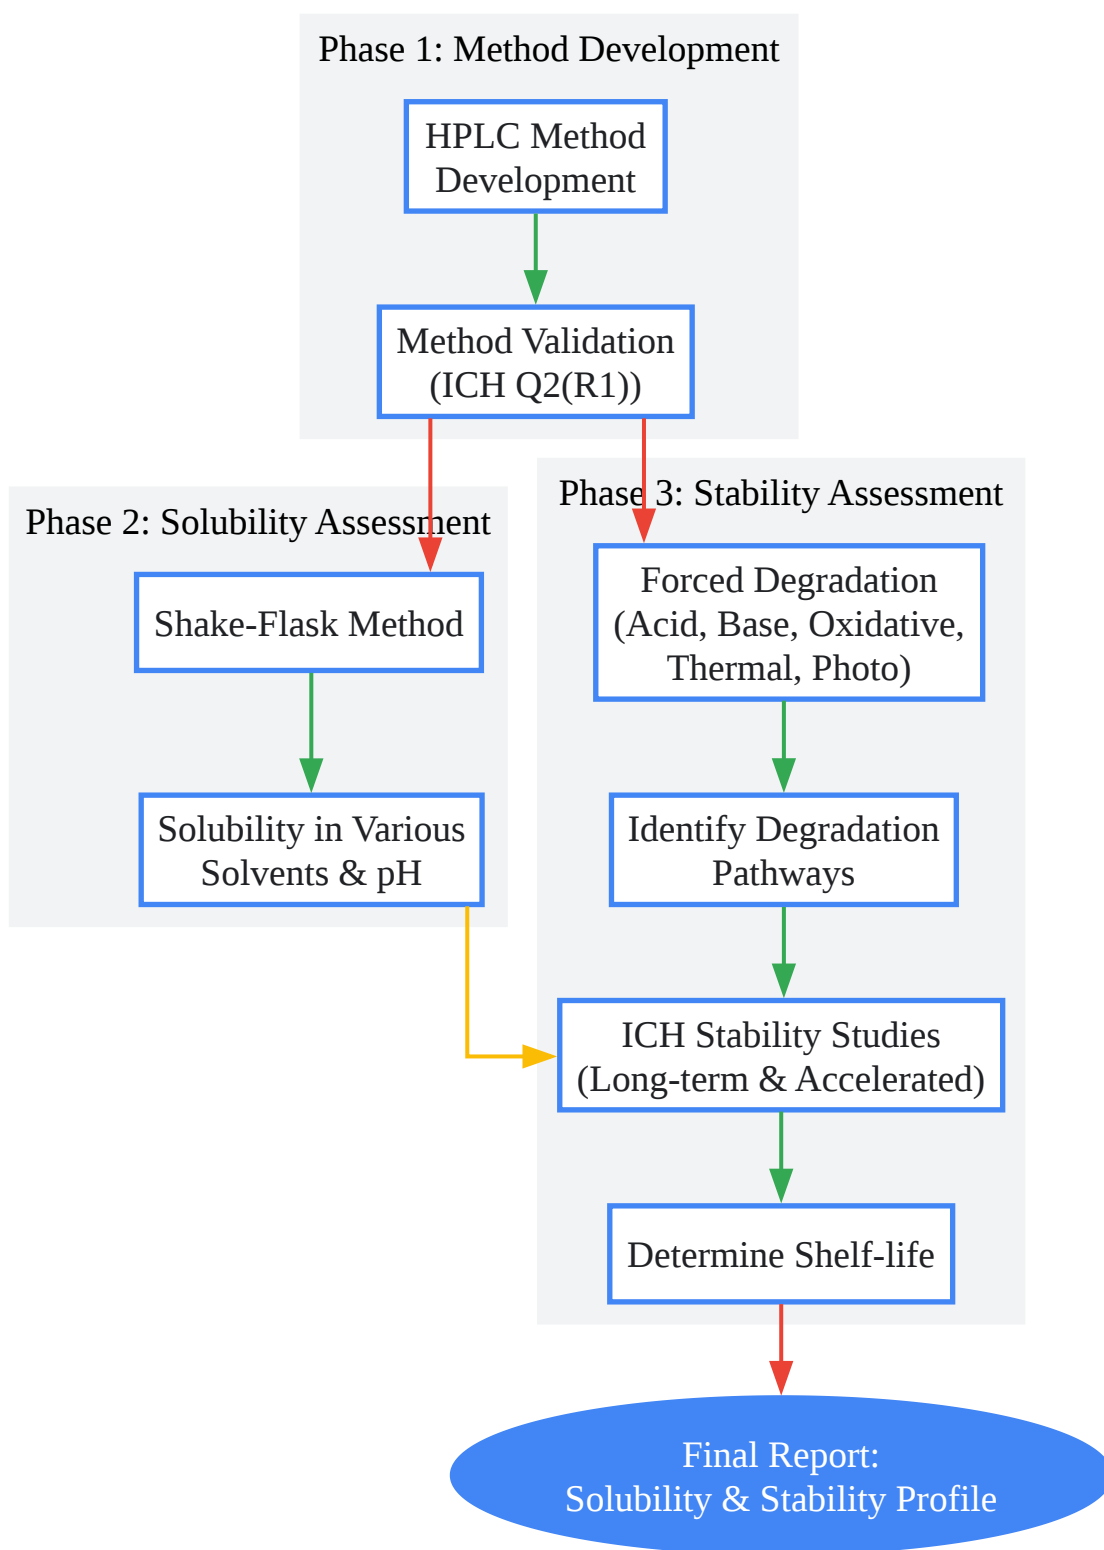 Phase 1: Method Development
HPLC Method
Development
Method Validation
(ICH Q2(R1))
Phase 2: Solubility Assessment
Shake-Flask Method
Solubility in Various
Solvents & pH
Phase 3: Stability Assessment
Forced Degradation
(Acid, Base, Oxidative,
Thermal, Photo)
Identify Degradation
Pathways
ICH Stability Studies
(Long-term & Accelerated)
Determine Shelf-life
Final Report:
Solubility & Stability Profile